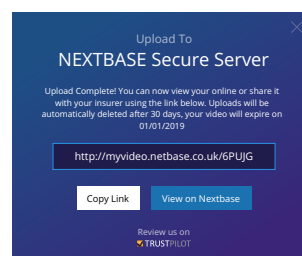 Upload To
NEXTBASE Secure Server
Upload Complete! You can now view your online or share it
with your insurer using the link below. Uploads will be
automatically deleted after 30 days, your video will expire on
01/01/2019
http://myvideo.netbase.co.uk/6PUJG
Copy Link
View on Nextbase
Review us on
TRUSTPILOT